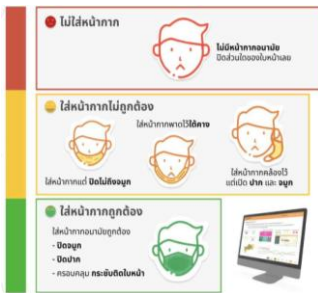 ไม่ใส่หน้ากาก
ไม่มีหน้ากากอนามัย
ปิดส่วนใดของใบหน้าเลย
ใส่หน้ากากไม่ถูกต้อง
ใส่หน้ากากพาดไว้ใต้คาง
ใส่หน้ากากแต่ ปิดไม่ถึงจมูก
ใส่หน้ากากคล้องไว้
แต่เปิด ปาก และ จมูก
ใส่หน้ากากถูกต้อง
ใส่หน้ากากอนามัยถูกต้อง
- ปิดจมูก
- ปิดปาก
- ครอบคลุม กระชับติดใบหน้า